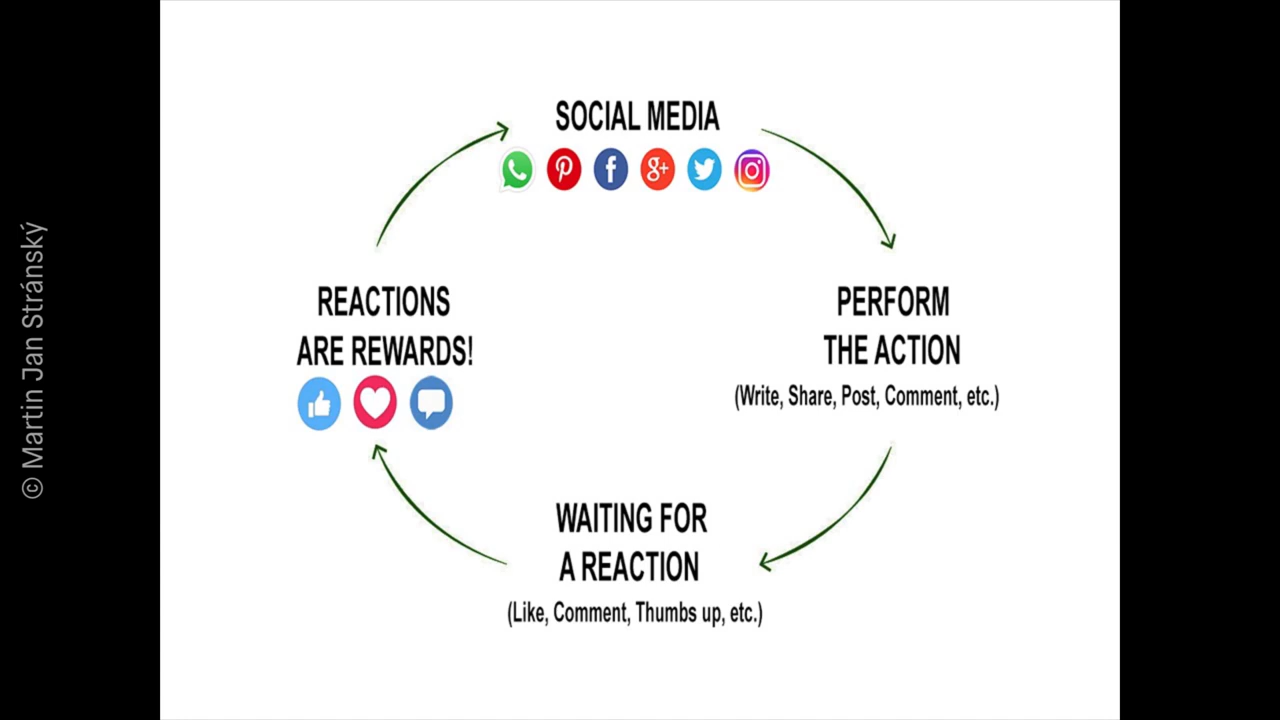 SOCIAL MEDIA
PERFORM
THE ACTION
(Write, Share, Post, Comment, etc.)
WAITING FOR
A REACTION
(Like, Comment, Thumbs up, etc.)
REACTIONS
ARE REWARDS!
© Martin Jan Stránský